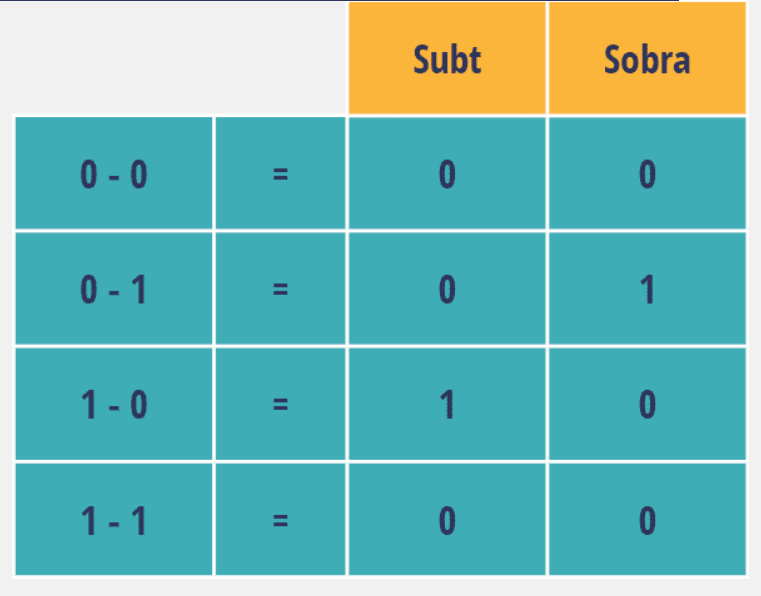 Subt Sobra
0 - 0 = 0 0
0 - 1 = 0 1
1 - 0 = 1 0
1 - 1 = 0 0